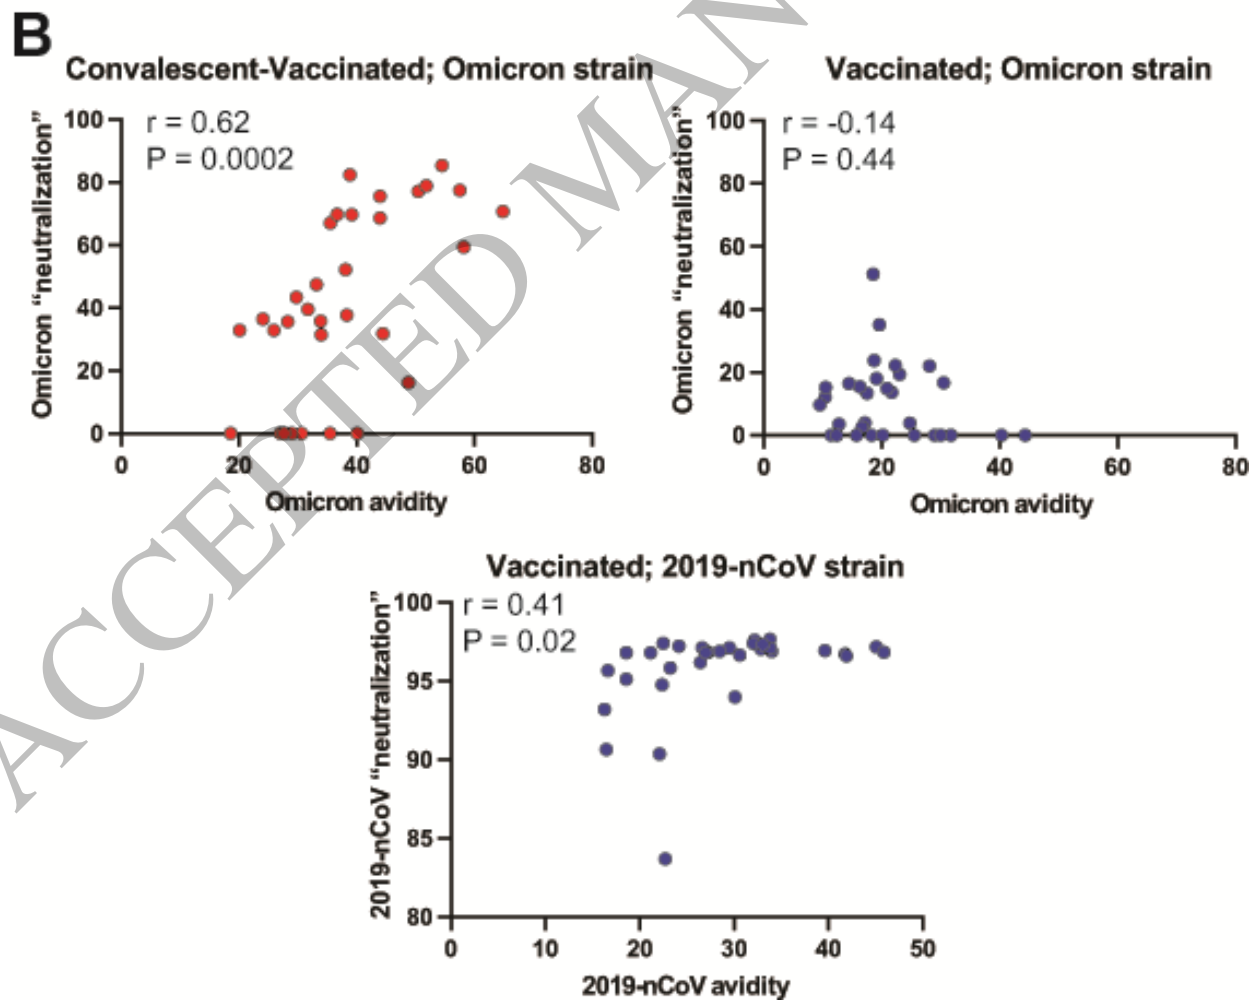 B
Convalescent-Vaccinated; Omicron strain
r = 0.62
P = 0.0002
Omicron “neutralization”
100
80
60
40
20
0
0 20 40 60 80
Omicron avidity
Vaccinated; Omicron strain
r = -0.14
P = 0.44
Omicron “neutralization”
100
80
60
40
20
0
0 20 40 60 80
Omicron avidity
Vaccinated; 2019-nCoV strain
r = 0.41
P = 0.02
2019-nCoV “neutralization”
100
95
90
85
80
0 10 20 30 40 50
2019-nCoV avidity
ACCEPTED MAN